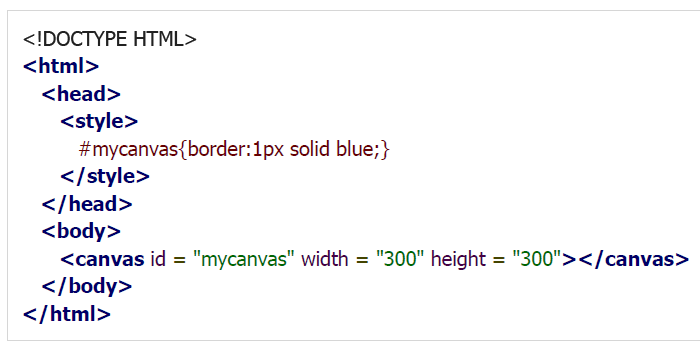 <!DOCTYPE HTML>
<html>
<head>
<style>
#mycanvas{border:1px solid blue;}
</style>
</head>
<body>
<canvas id = "mycanvas" width = "300" height = "300"></canvas>
</body>
</html>